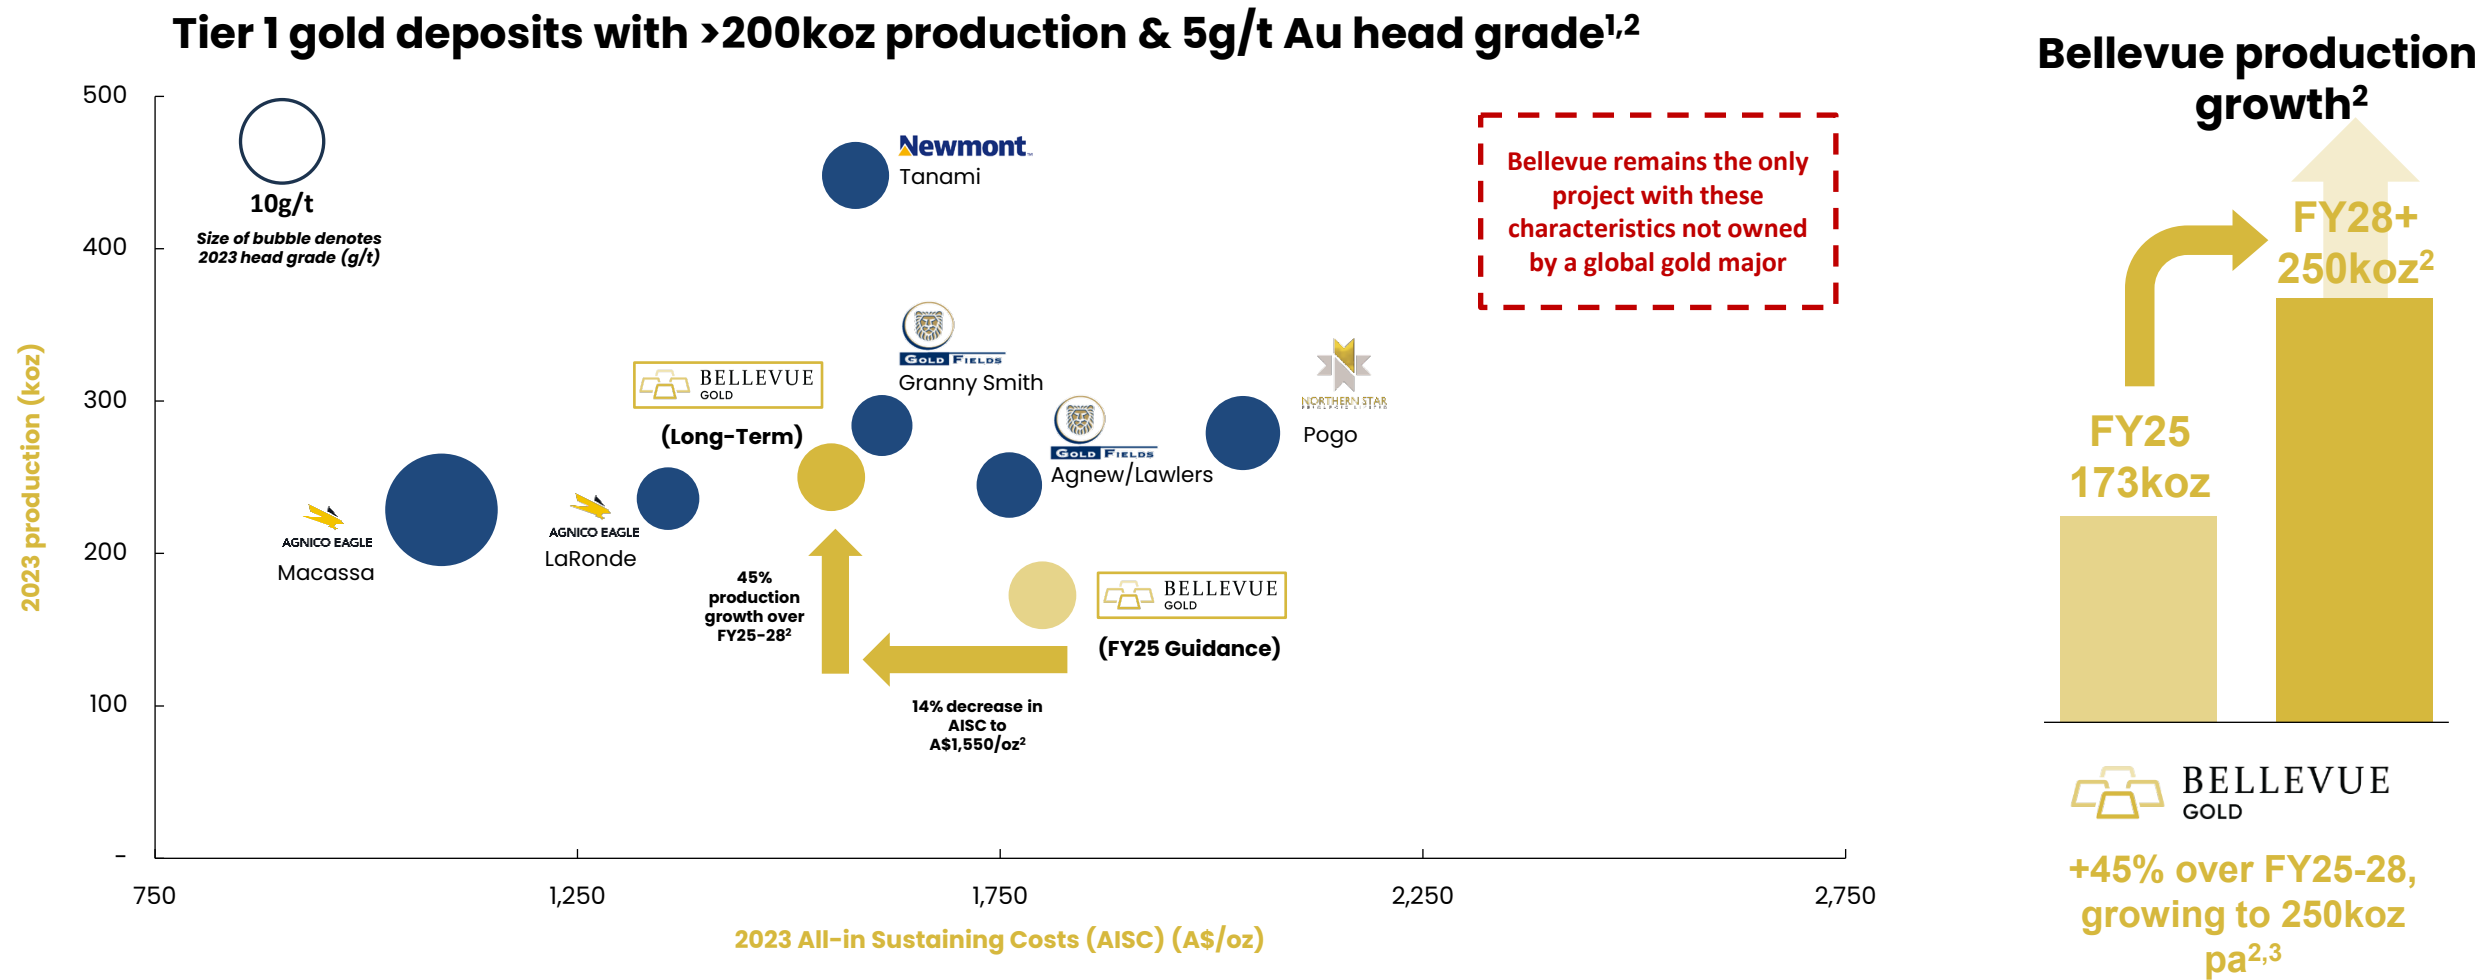 Tier 1 gold deposits with >200koz production & 5g/t Au head grade1,2
500
400
300
200
100
–
2023 production (koz)
10g/t
Size of bubble denotes
2023 head grade (g/t)
Newmont
Tanami
Bellevue remains the only
project with these
characteristics not owned
by a global gold major
GOLD FIELDS
Granny Smith
BELLEVUE
GOLD
(Long-Term)
GOLD FIELDS
Agnew/Lawlers
NORTHERN STAR
Pogo
AGNICO EAGLE
Macassa
AGNICO EAGLE
LaRonde
45%
production
growth over
FY25-28²
BELLEVUE
GOLD
(FY25 Guidance)
14% decrease in
AISC to
A$1,550/oz²
750
1,250
1,750
2,250
2,750
2023 All-in Sustaining Costs (AISC) (A$/oz)
Bellevue production
growth²
FY28+
250koz²
FY25
173koz
BELLEVUE
GOLD
+45% over FY25-28,
growing to 250koz
pa2,3